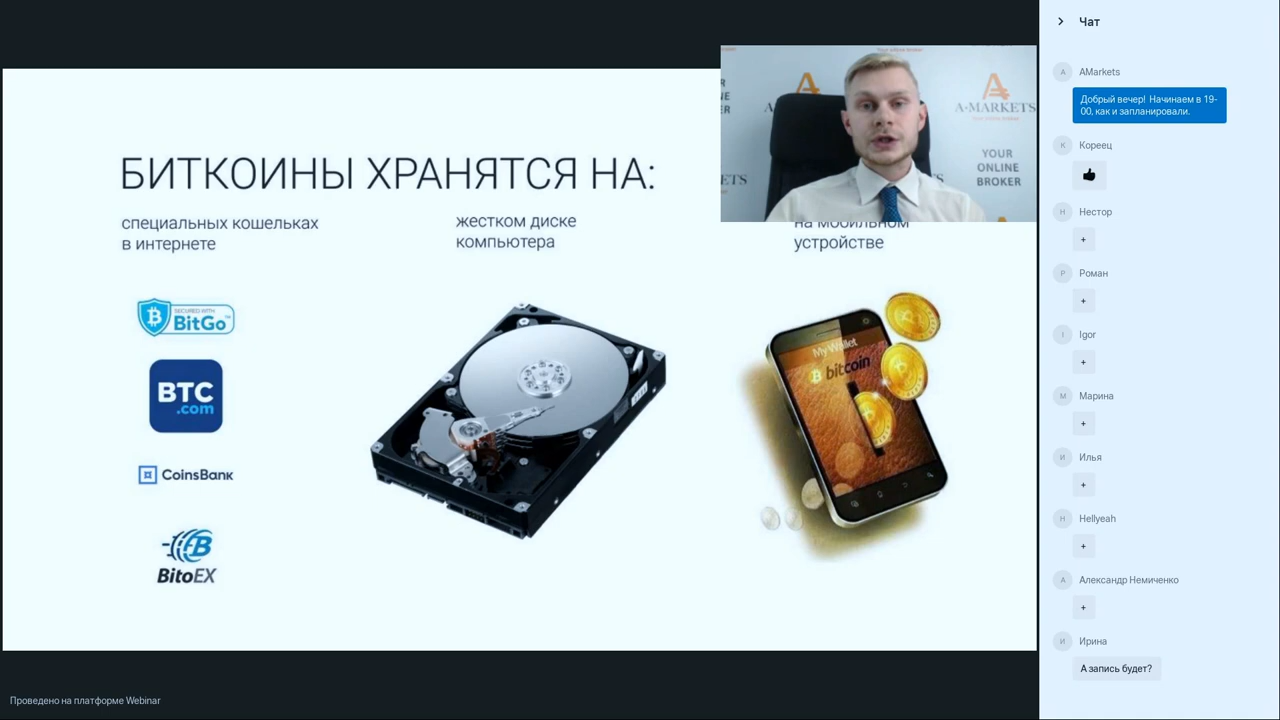 БИТКОИНЫ ХРАНЯТСЯ НА:
специальных кошельках
в интернете
жестком диске
компьютера
на мобильном
устройстве
SECURED WITH
BitGo
BTC
.com
CoinsBank
BitoEX
My Wallet
bitcoin
A·MARKETS
YOUR
ONLINE
BROKER
Проведено на платформе Webinar
Чат
A
AMarkets
Добрый вечер! Начинаем в 19-
00, как и запланировали.
К
Кореец
Н
Нестор
+
Р
Роман
+
I
Igor
+
М
Марина
+
И
Илья
+
H
Hellyeah
+
А
Александр Немиченко
+
И
Ирина
А запись будет?